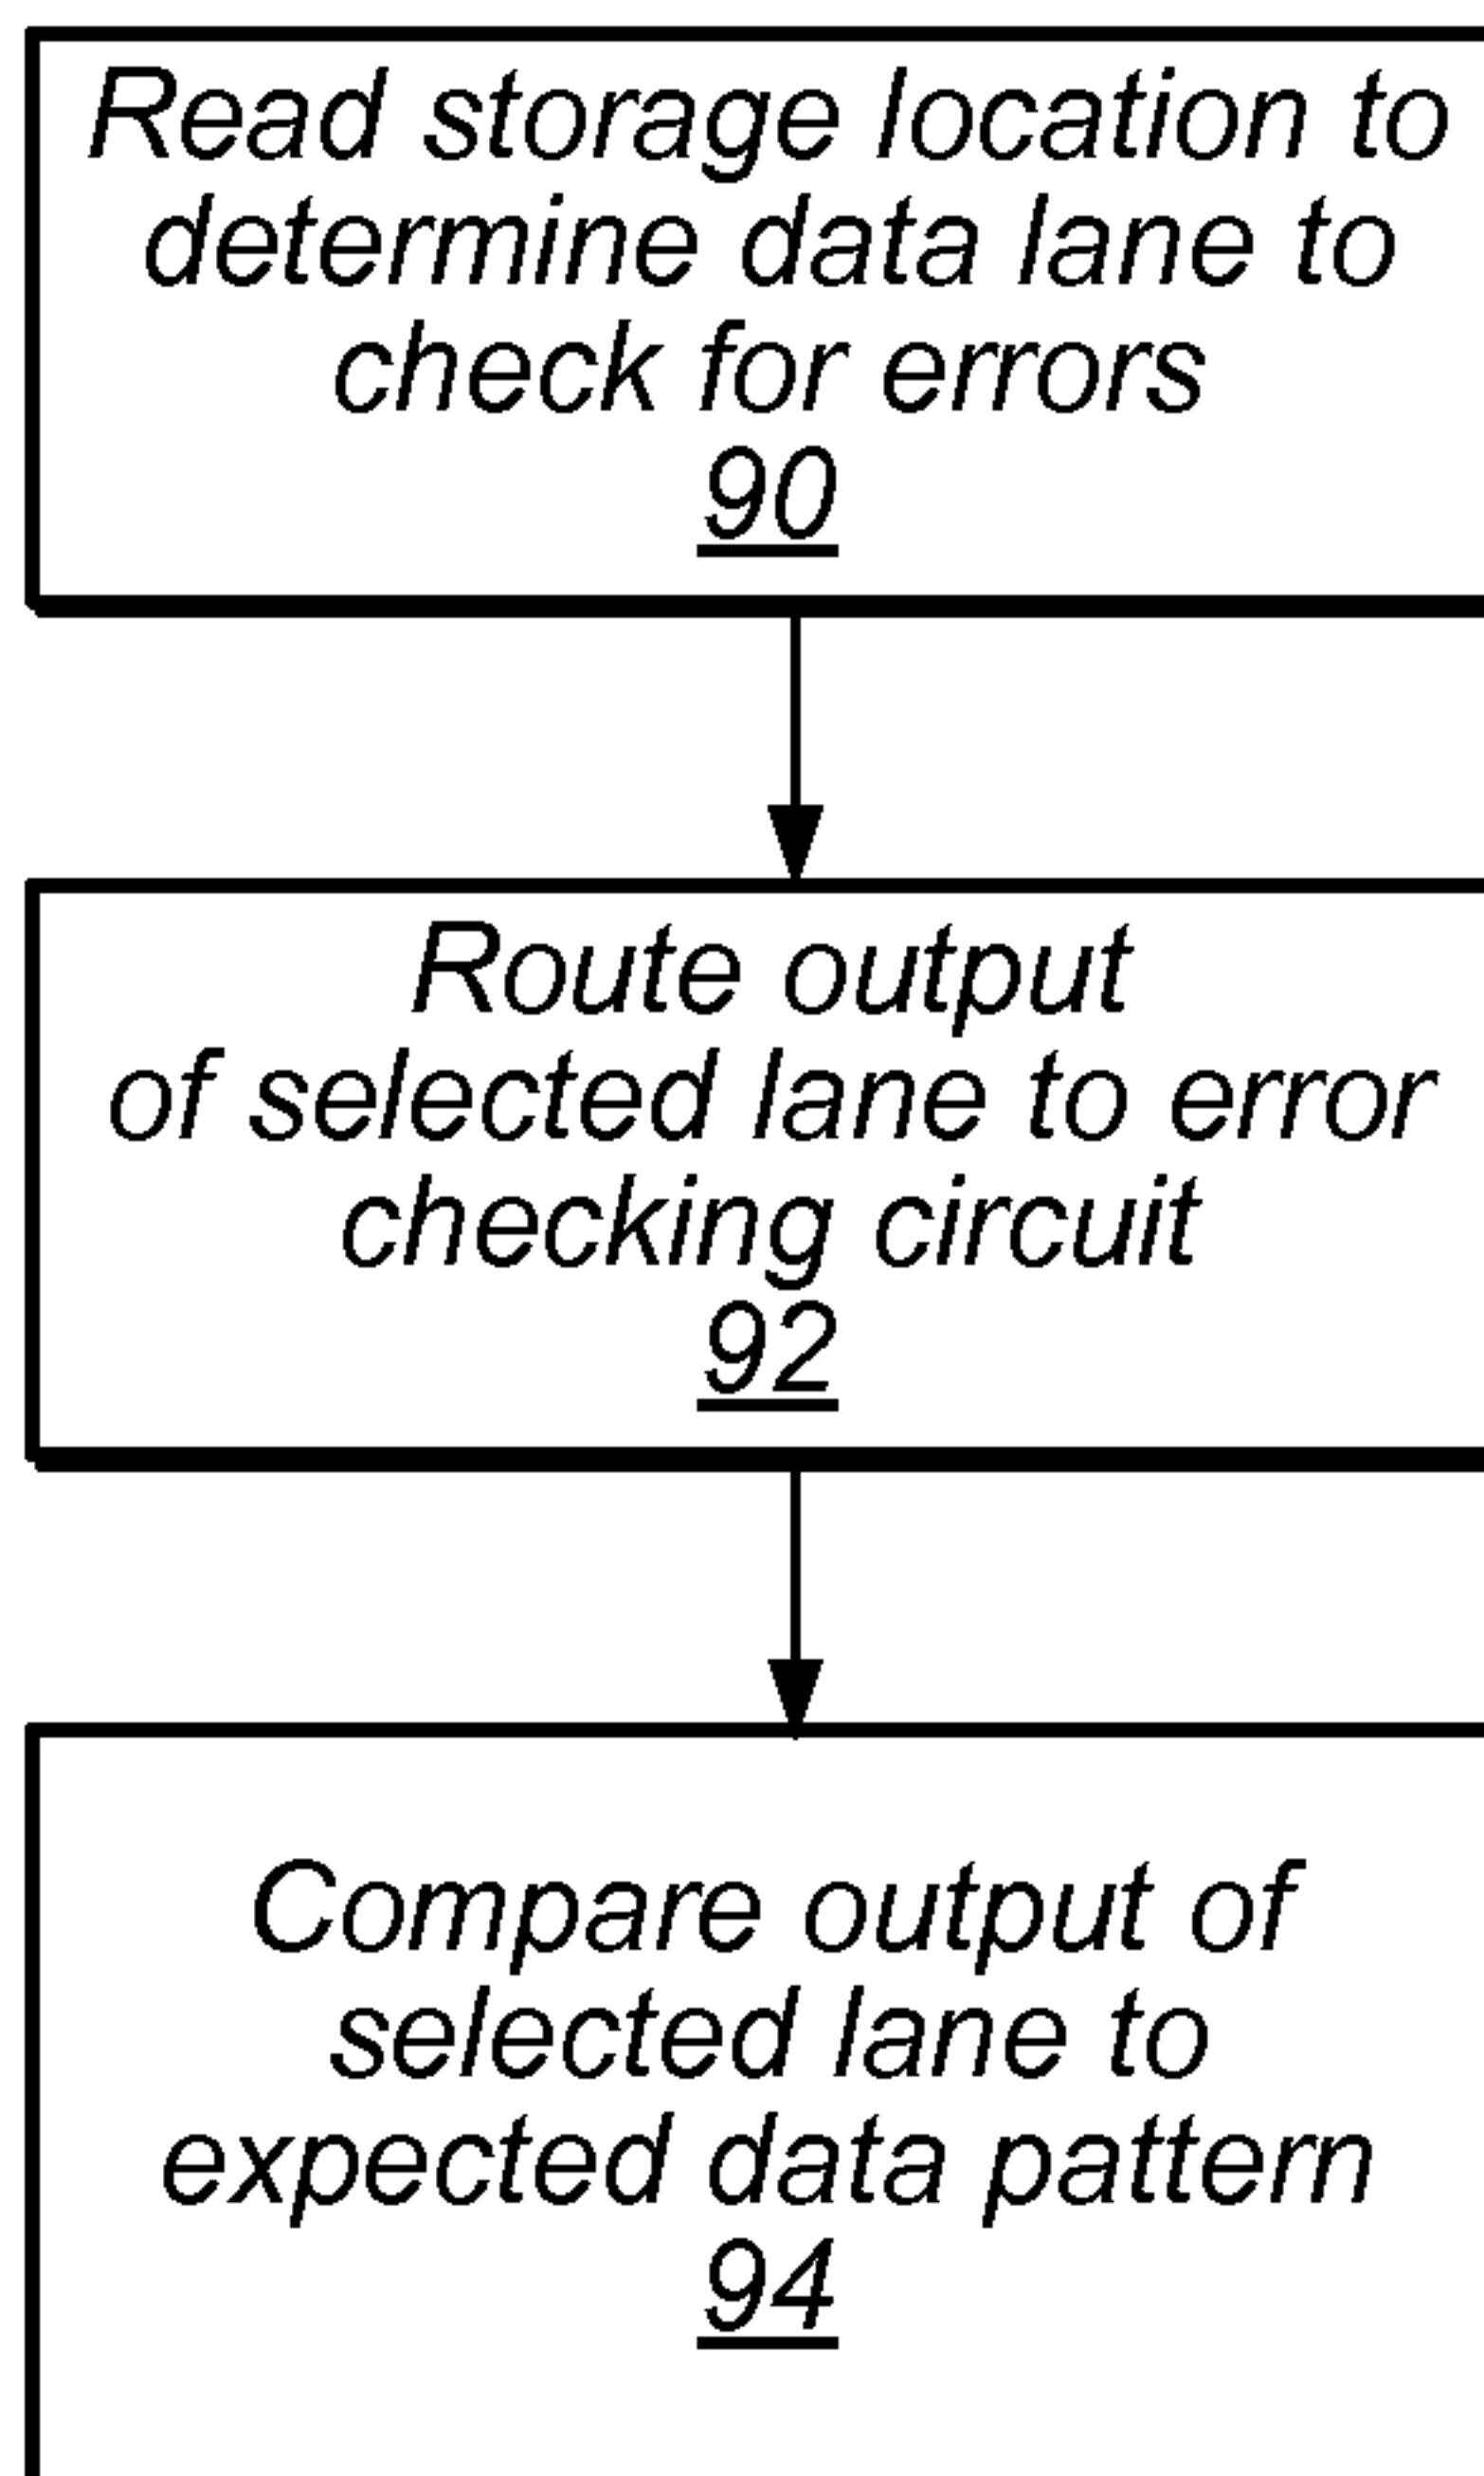 Read storage location to
determine data lane to
check for errors
90
Route output
of selected lane to error
checking circuit
92
Compare output of
selected lane to
expected data pattern
94